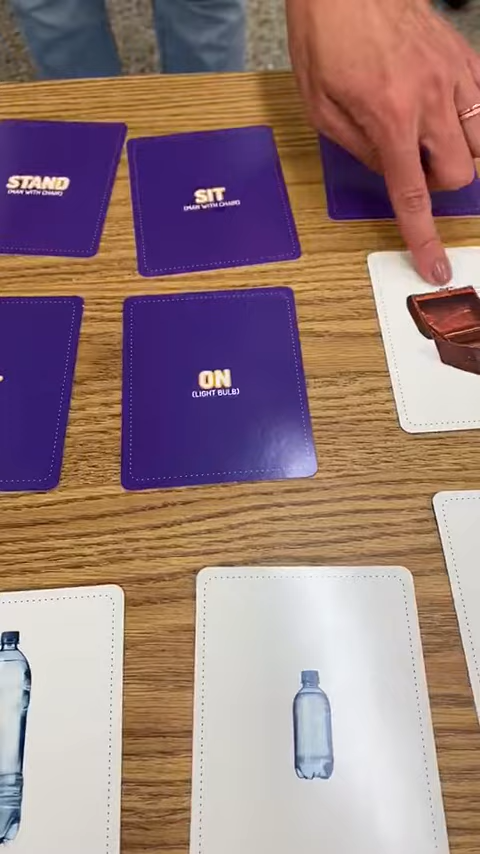 STAND
(MAN WITH CHAIR)
SIT
(MAN WITH CHAIR)
ON
(LIGHT BULB)